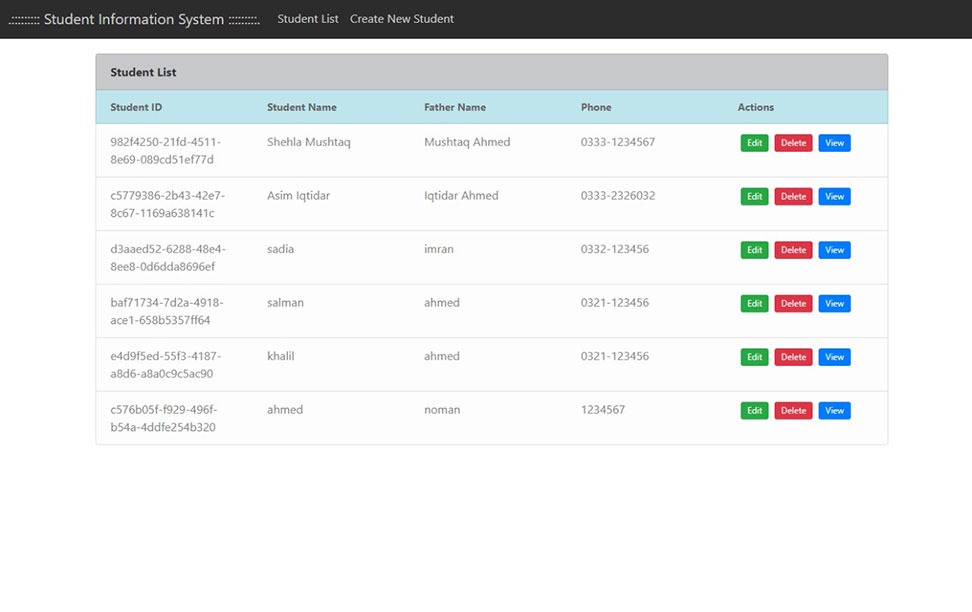 ::::::::: Student Information System :::::::::  Student List  Create New Student
Student List
Student ID  Student Name  Father Name  Phone  Actions
982f4250-21fd-4511-  Shehla Mushtaq  Mushtaq Ahmed  0333-1234567  Edit  Delete  View
8e69-089cd51ef77d
c5779386-2b43-42e7-  Asim Iqtidar  Iqtidar Ahmed  0333-2326032  Edit  Delete  View
8c67-1169a638141c
d3aaed52-6288-48e4-  sadia  imran  0332-123456  Edit  Delete  View
8ee8-0d6dda8696ef
baf71734-7d2a-4918-  salman  ahmed  0321-123456  Edit  Delete  View
ace1-658b5357ff64
e4d9f5ed-55f3-4187-  khalil  ahmed  0321-123456  Edit  Delete  View
a8d6-a8a0c9c5ac90
c576b05f-f929-496f-  ahmed  noman  1234567  Edit  Delete  View
b54a-4ddfe254b320